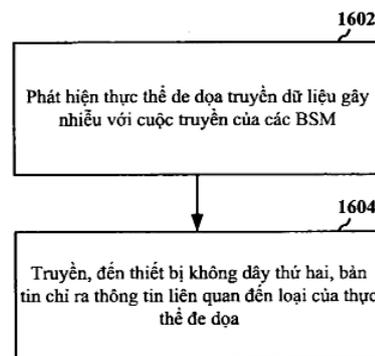 1602
Phát hiện thực thể đe dọa truyền dữ liệu gây
nhiễu với cuộc truyền của các BSM
1604
Truyền, đến thiết bị không dây thứ hai, bản
tin chỉ ra thông tin liên quan đến loại của thực
thể đe dọa